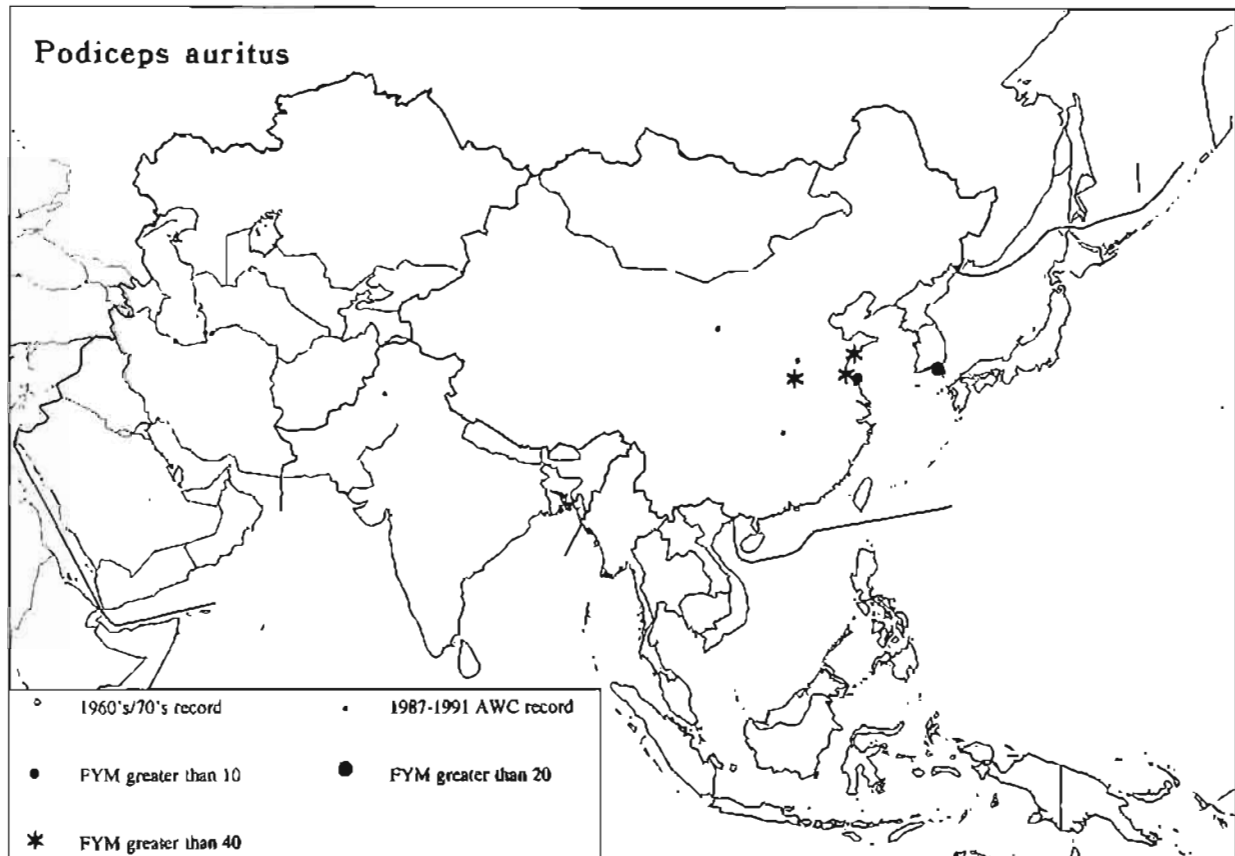 Podiceps auritus
1960's/70's record
1987-1991 AWC record
FYM greater than 10
FYM greater than 20
FYM greater than 40